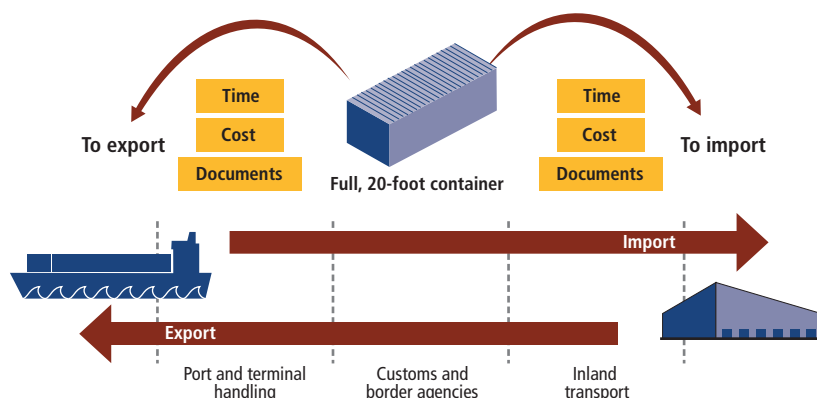 Time
Time
Cost
Cost
To export
To import
Documents
Documents
Full, 20-foot container
Import
Export
Port and terminal
handling
Customs and
border agencies
Inland
transport